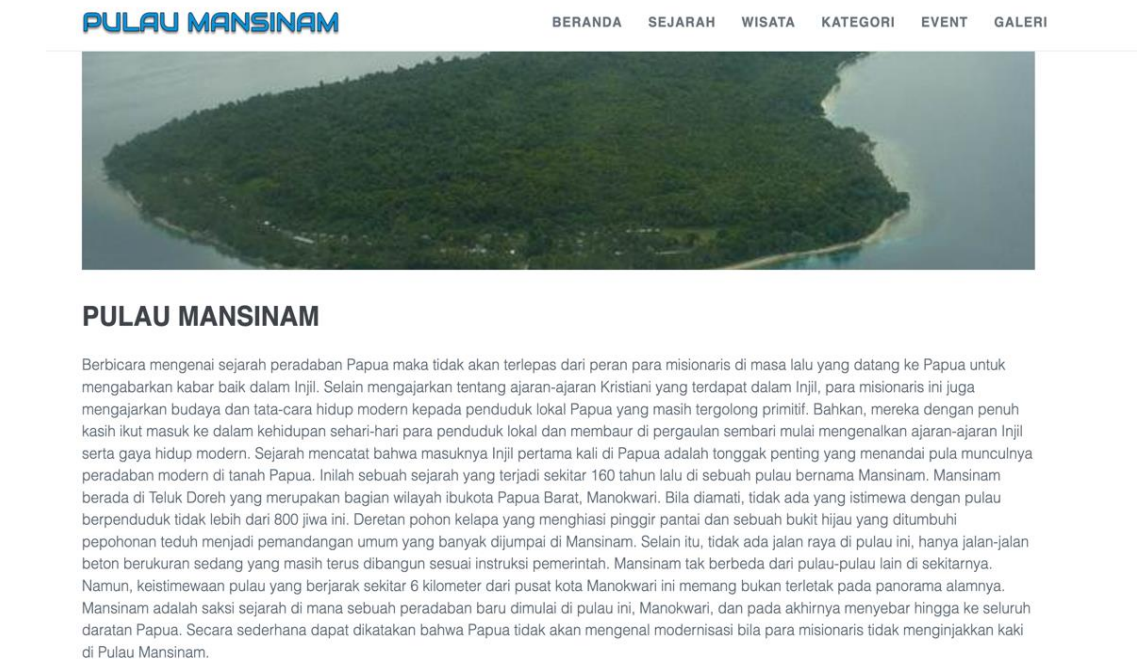 PULAU MANSINAM
BERANDA SEJARAH WISATA KATEGORI EVENT GALERI
PULAU MANSINAM
Berbicara mengenai sejarah peradaban Papua maka tidak akan terlepas dari peran para misionaris di masa lalu yang datang ke Papua untuk
mengabarkan kabar baik dalam Injil. Selain mengajarkan tentang ajaran-ajaran Kristiani yang terdapat dalam Injil, para misionaris ini juga
mengajarkan budaya dan tata-cara hidup modern kepada penduduk lokal Papua yang masih tergolong primitif. Bahkan, mereka dengan penuh
kasih ikut masuk ke dalam kehidupan sehari-hari para penduduk lokal dan membaur di pergaulan sembari mulai mengenalkan ajaran-ajaran Injil
serta gaya hidup modern. Sejarah mencatat bahwa masuknya Injil pertama kali di Papua adalah tonggak penting yang menandai pula munculnya
peradaban modern di tanah Papua. Inilah sebuah sejarah yang terjadi sekitar 160 tahun lalu di sebuah pulau bernama Mansinam. Mansinam
berada di Teluk Doreh yang merupakan bagian wilayah ibukota Papua Barat, Manokwari. Bila diamati, tidak ada yang istimewa dengan pulau
berpenduduk tidak lebih dari 800 jiwa ini. Deretan pohon kelapa yang menghiasi pinggir pantai dan sebuah bukit hijau yang ditumbuhi
pepohonan teduh menjadi pemandangan umum yang banyak dijumpai di Mansinam. Selain itu, tidak ada jalan raya di pulau ini, hanya jalan-jalan
beton berukuran sedang yang masih terus dibangun sesuai instruksi pemerintah. Mansinam tak berbeda dari pulau-pulau lain di sekitarnya.
Namun, keistimewaan pulau yang berjarak sekitar 6 kilometer dari pusat kota Manokwari ini memang bukan terletak pada panorama alamnya.
Mansinam adalah saksi sejarah di mana sebuah peradaban baru dimulai di pulau ini, Manokwari, dan pada akhirnya menyebar hingga ke seluruh
daratan Papua. Secara sederhana dapat dikatakan bahwa Papua tidak akan mengenal modernisasi bila para misionaris tidak menginjakkan kaki
di Pulau Mansinam.